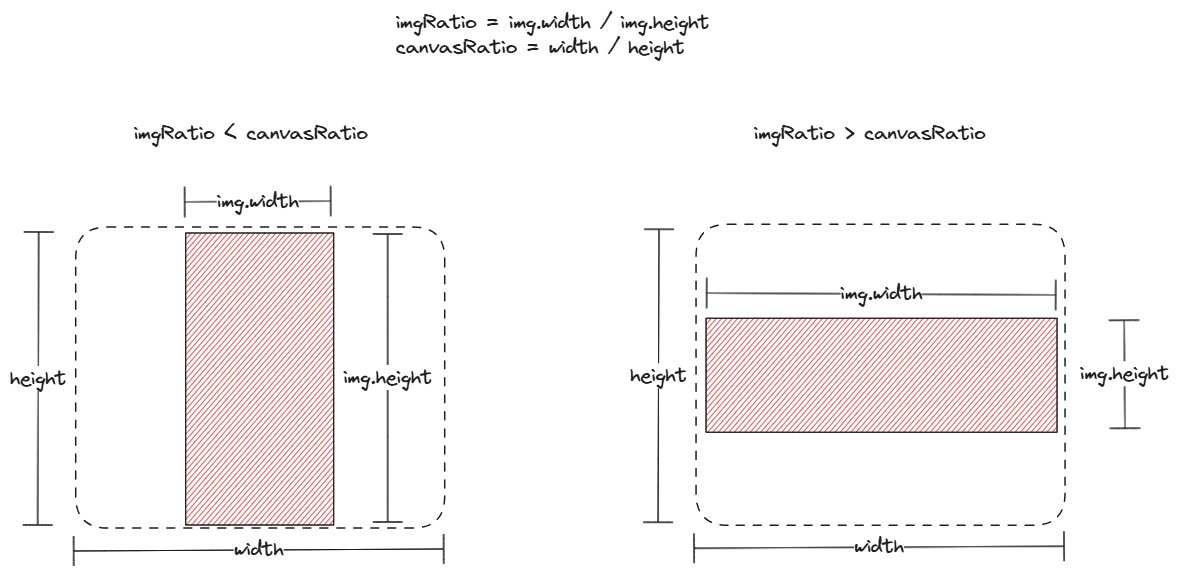 imgRatio = img.width / img.height
canvasRatio = width / height
imgRatio < canvasRatio
imgRatio > canvasRatio
img.width
height
img.height
width
img.width
height
img.height
width